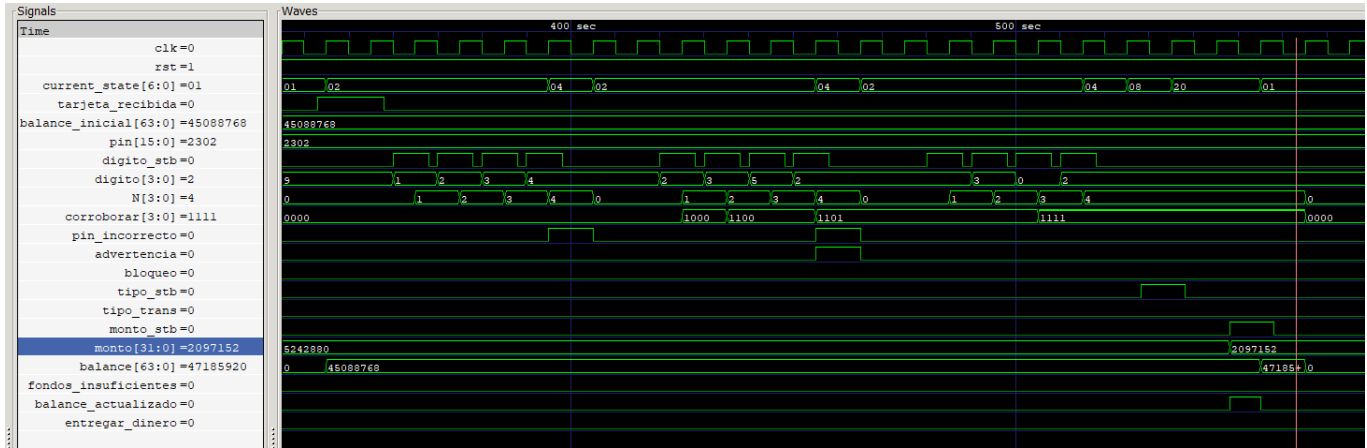 Signals Waves
Time 400 sec 500 sec
clk=0
rst=1
current_state[6:0] =01 01 02 04 02 04 02 04 08 20 01
tarjeta_recibida=0
balance_inicial[63:0] =45088768 45088768
pin[15:0] =2302 2302
digito_stb=0
digito[3:0] =2 9 1 2 3 4 2 3 5 2 3 0 2
N[3:0] =4 0 1 2 3 4 0 1 2 3 4 0 1 2 3 4 0
corroborar[3:0] =1111 0000 1000 1100 1101 1111 0000
pin_incorrecto=0
advertencia=0
bloqueo=0
tipo_stb=0
tipo_trans=0
monto_stb=0
monto[31:0] =2097152 5242880 2097152
balance[63:0] =47185920 0 45088768 47185+ 0
fondos_insuficientes=0
balance_actualizado=0
entregar_dinero=0